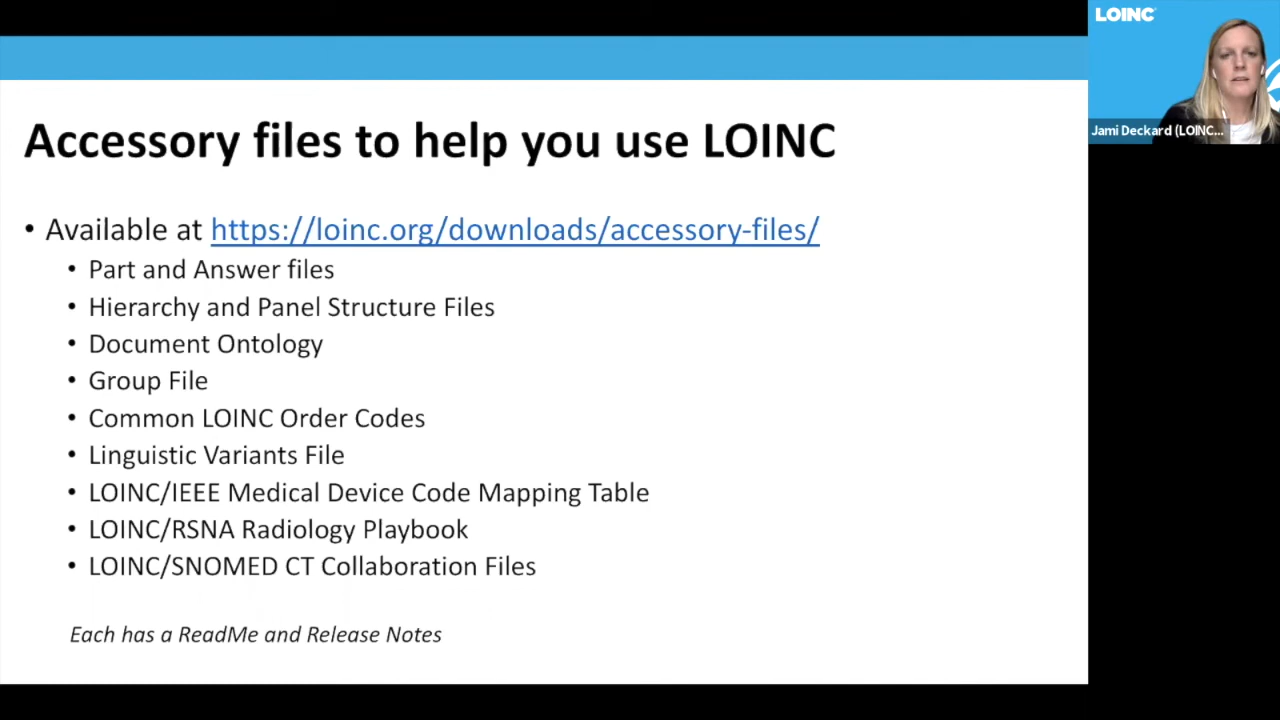 Accessory files to help you use LOINC
• Available at https://loinc.org/downloads/accessory-files/
• Part and Answer files
• Hierarchy and Panel Structure Files
• Document Ontology
• Group File
• Common LOINC Order Codes
• Linguistic Variants File
• LOINC/IEEE Medical Device Code Mapping Table
• LOINC/RSNA Radiology Playbook
• LOINC/SNOMED CT Collaboration Files
Each has a ReadMe and Release Notes
LOINC
Jami Deckard (LOINC...